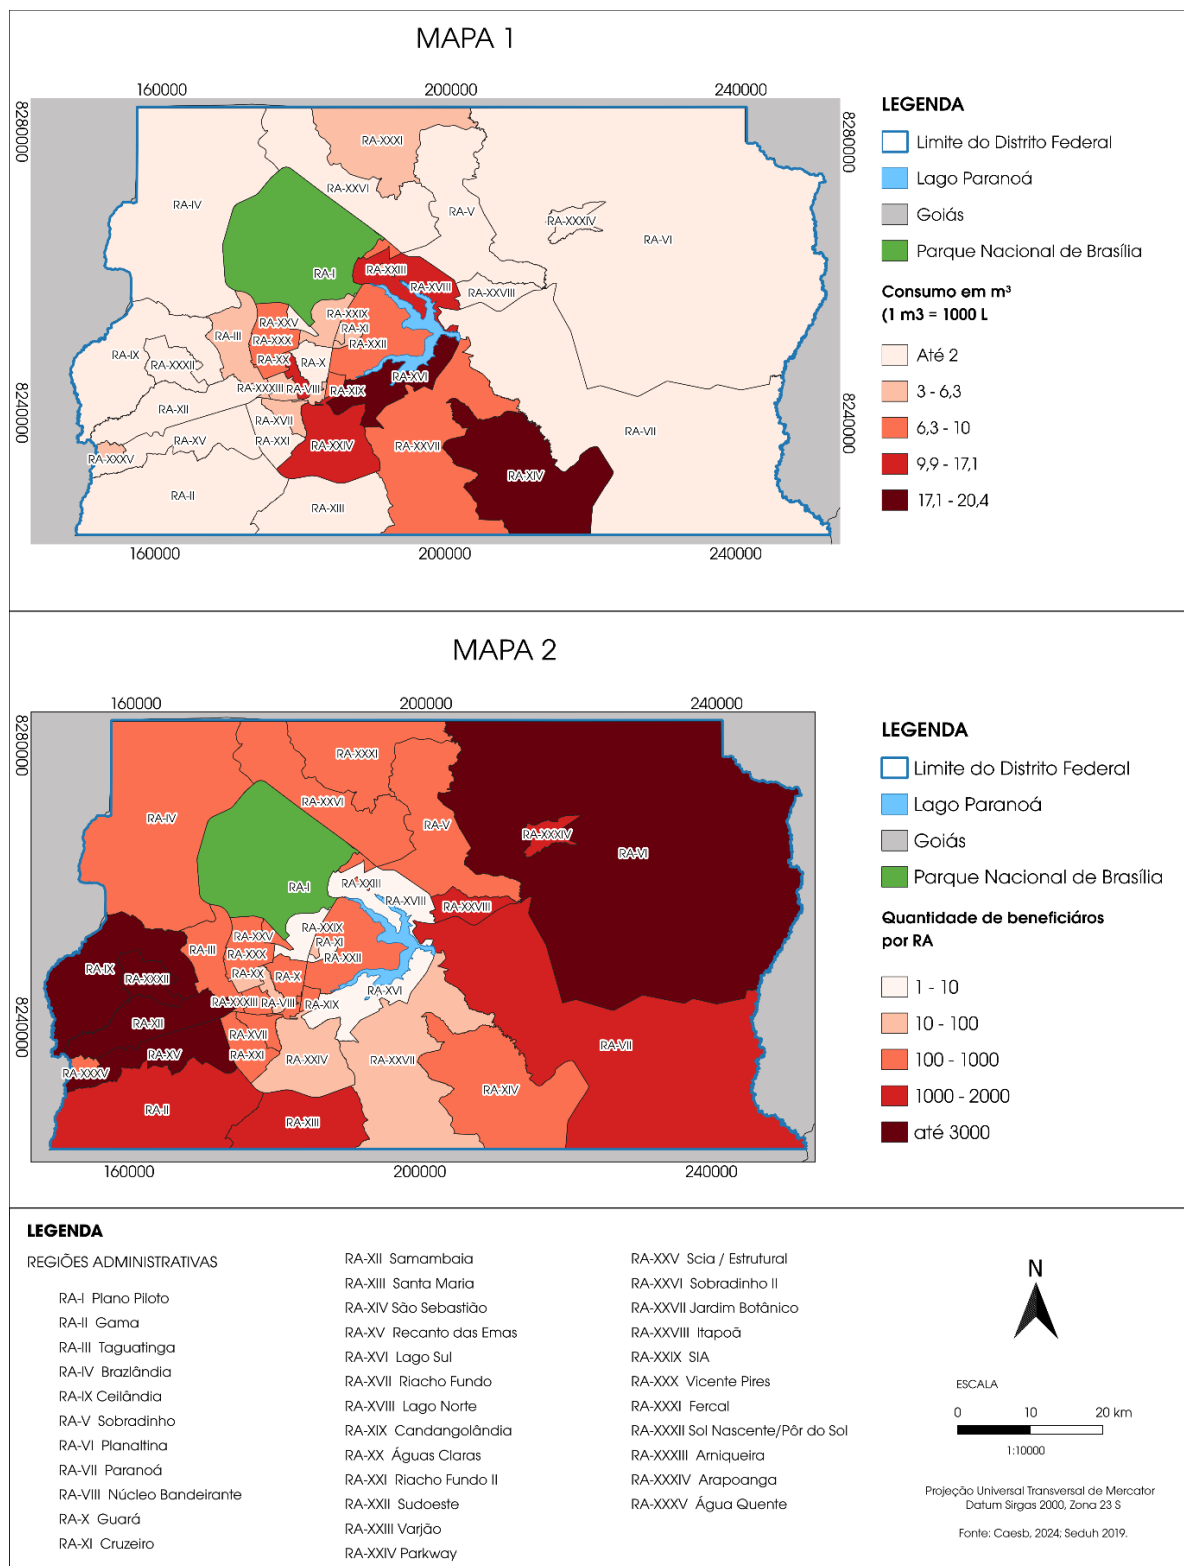 MAPA 1
160000
200000
240000
8280000
8280000
RA-XXXI
RA-XXVI
RA-IV
RA-V
RA-XXXIV
RA-VI
RA-I
RA-XXIII
RA-XVIII
RA-XXVIII
RA-III
RA-XXV
RA-XXIX
RA-XI
RA-XXX
RA-XXII
RA-IX
RA-XXXII
RA-XX
RA-X
RA-XVI
RA-XXXIII
RA-VIII
RA-XIX
RA-XII
RA-XVII
RA-XV
RA-XXI
RA-XXIV
RA-XXVII
RA-VII
RA-XXXV
RA-II
RA-XIII
RA-XIV
8240000
8240000
160000
200000
240000
LEGENDA
Limite do Distrito Federal
Lago Paranoá
Goiás
Parque Nacional de Brasília
Consumo em m³
(1 m3 = 1000 L
Até 2
3 - 6,3
6,3 - 10
9,9 - 17,1
17,1 - 20,4
MAPA 2
160000
200000
240000
8280000
RA-XXXI
RA-XXVI
RA-IV
RA-V
RA-XXXIV
RA-VI
RA-I
RA-XXIII
RA-XVIII
RA-XXVIII
RA-III
RA-XXV
RA-XXIX
RA-XI
RA-XXX
RA-XXII
RA-IX
RA-XXXII
RA-XX
RA-X
RA-XVI
RA-XXXIII
RA-VIII
RA-XIX
RA-XII
RA-XVII
RA-XV
RA-XXI
RA-XXIV
RA-XXVII
RA-VII
RA-XXXV
RA-II
RA-XIII
RA-XIV
8240000
160000
200000
240000
LEGENDA
Limite do Distrito Federal
Lago Paranoá
Goiás
Parque Nacional de Brasília
Quantidade de beneficiáros
por RA
1 - 10
10 - 100
100 - 1000
1000 - 2000
até 3000
LEGENDA
REGIÕES ADMINISTRATIVAS
RA-I Plano Piloto
RA-II Gama
RA-III Taguatinga
RA-IV Brazlândia
RA-IX Ceilândia
RA-V Sobradinho
RA-VI Planaltina
RA-VII Paranoá
RA-VIII Núcleo Bandeirante
RA-X Guará
RA-XI Cruzeiro
RA-XII Samambaia
RA-XIII Santa Maria
RA-XIV São Sebastião
RA-XV Recanto das Emas
RA-XVI Lago Sul
RA-XVII Riacho Fundo
RA-XVIII Lago Norte
RA-XIX Candangolândia
RA-XX Águas Claras
RA-XXI Riacho Fundo II
RA-XXII Sudoeste
RA-XXIII Varjão
RA-XXIV Parkway
RA-XXV Scia / Estrutural
RA-XXVI Sobradinho II
RA-XXVII Jardim Botânico
RA-XXVIII Itapoã
RA-XXIX SIA
RA-XXX Vicente Pires
RA-XXXI Fercal
RA-XXXII Sol Nascente/Pôr do Sol
RA-XXXIII Arniqueira
RA-XXXIV Arapoanga
RA-XXXV Água Quente
N
ESCALA
0 10 20 km
1:10000
Projeção Universal Transversal de Mercator
Datum Sirgas 2000, Zona 23 S
Fonte: Caesb, 2024; Seduh 2019.